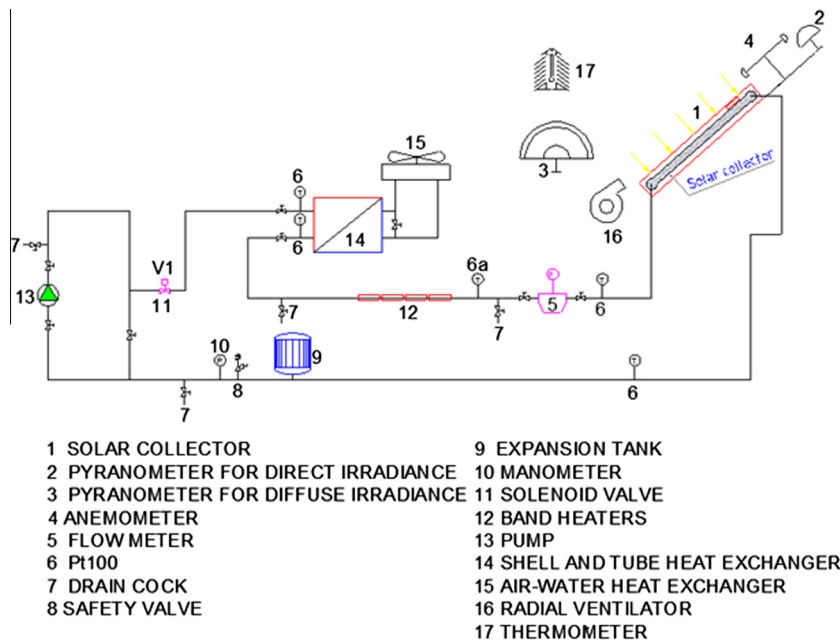 2
4
17
1
15
3
Solar collector
6
16
6
14
7
V1
6a
13
11
7
12
7
5
6
10
9
8
6
7
1 SOLAR COLLECTOR
2 PYRANOMETER FOR DIRECT IRRADIANCE
3 PYRANOMETER FOR DIFFUSE IRRADIANCE
4 ANEMOMETER
5 FLOW METER
6 Pt100
7 DRAIN COCK
8 SAFETY VALVE
9 EXPANSION TANK
10 MANOMETER
11 SOLENOID VALVE
12 BAND HEATERS
13 PUMP
14 SHELL AND TUBE HEAT EXCHANGER
15 AIR-WATER HEAT EXCHANGER
16 RADIAL VENTILATOR
17 THERMOMETER